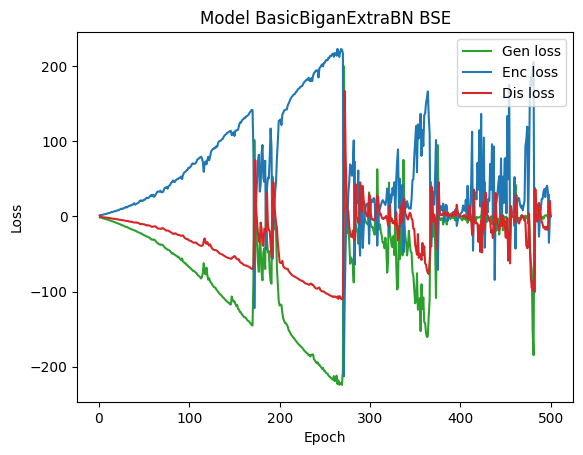 Model BasicBiganExtraBN BSE
Gen loss
Enc loss
Dis loss
200
100
0
−100
−200
Loss
0
100
200
300
400
500
Epoch